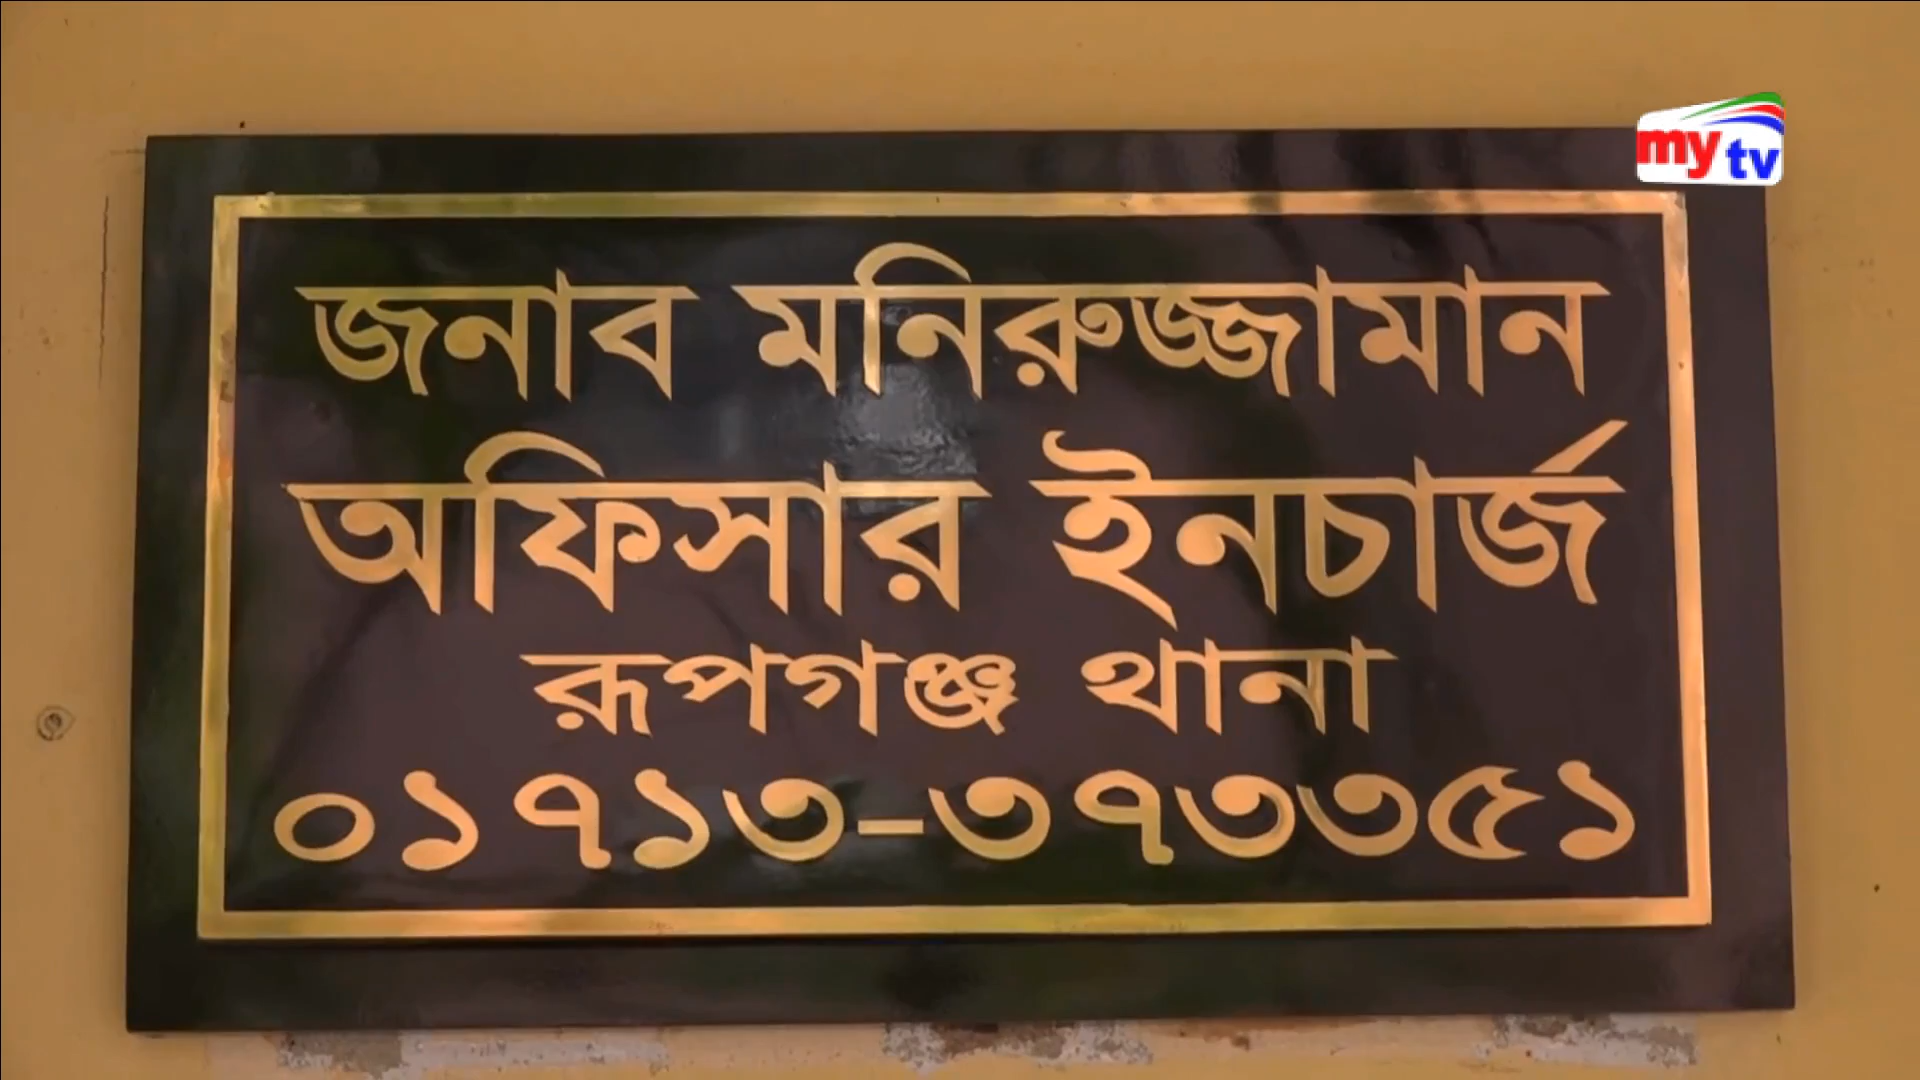 my tv
জনাব মনিরুজ্জামান
অফিসার ইনচার্জ
রূপগঞ্জ থানা
০১৭১৩-৩৭৩৩৫১